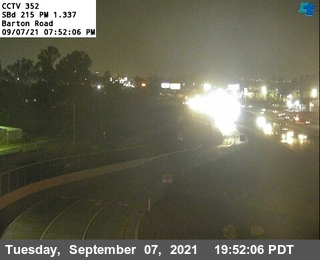 CCTV 352
SBd 215 PM 1.337
Barton Road
09/07/21 07:52:06 PM
Tuesday, September 07, 2021 19:52:06 PDT